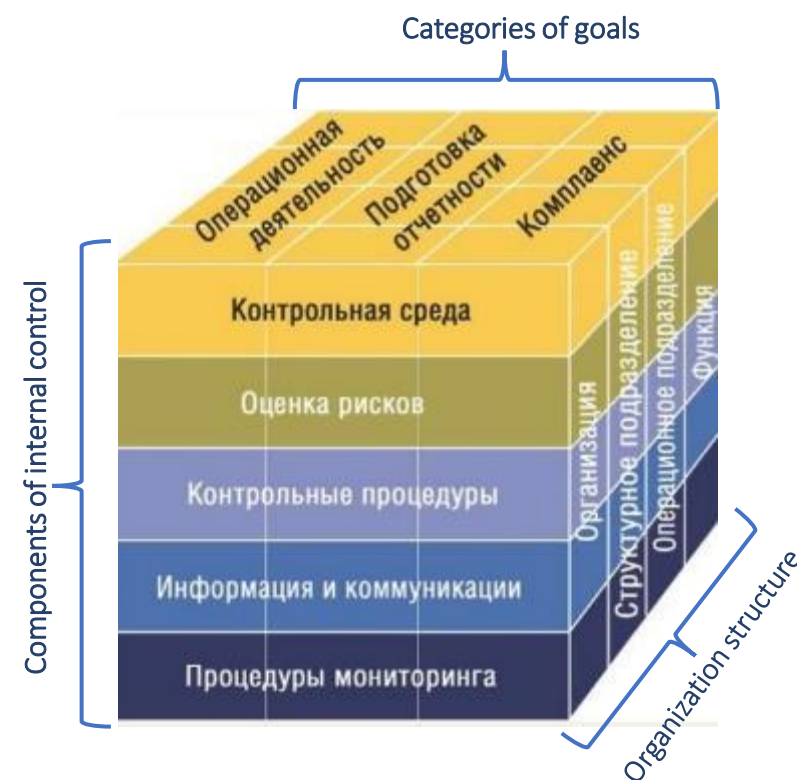 Categories of goals
Операционная
деятельность
Подготовка
отчетности
Комплаенс
Components of internal control
Контрольная среда
Оценка рисков
Контрольные процедуры
Информация и коммуникации
Процедуры мониторинга
Организация
Структурное подразделение
Операционное подразделение
Функция
Organization structure